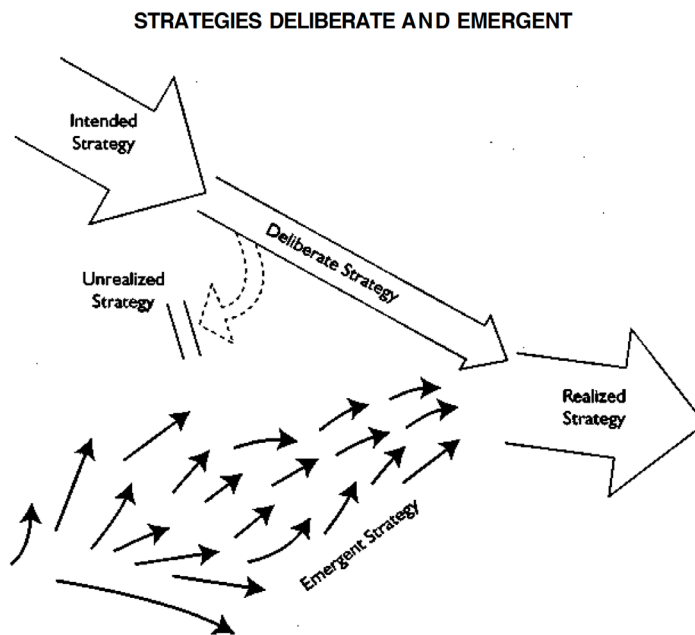 STRATEGIES DELIBERATE AND EMERGENT
Intended
Strategy
Deliberate Strategy
Unrealized
Strategy
Realized
Strategy
Emergent Strategy